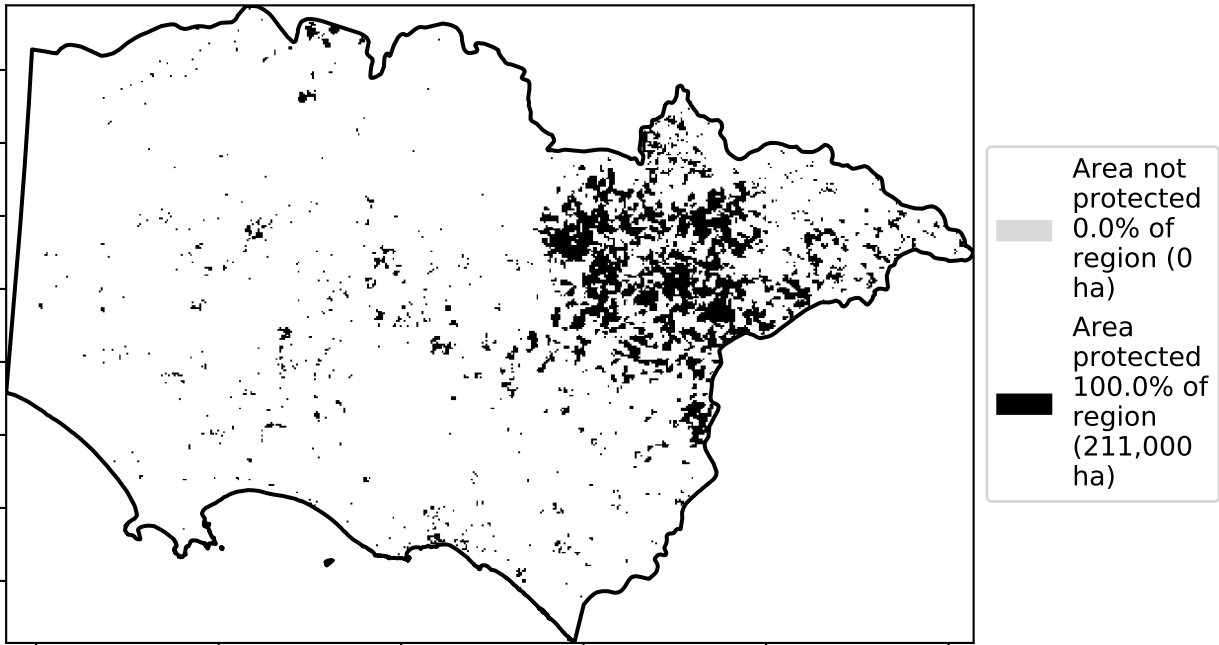 Area not
protected
0.0% of
region (0
ha)
Area
protected
100.0% of
region
(211,000
ha)